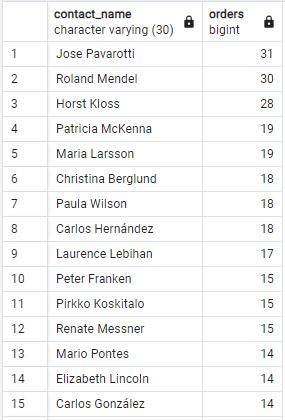 contact_name orders
character varying (30) bigint
1 Jose Pavarotti 31
2 Roland Mendel 30
3 Horst Kloss 28
4 Patricia McKenna 19
5 Maria Larsson 19
6 Christina Berglund 18
7 Paula Wilson 18
8 Carlos Hernández 18
9 Laurence Lebihan 17
10 Peter Franken 15
11 Pirkko Koskitalo 15
12 Renate Messner 15
13 Mario Pontes 14
14 Elizabeth Lincoln 14
15 Carlos González 14